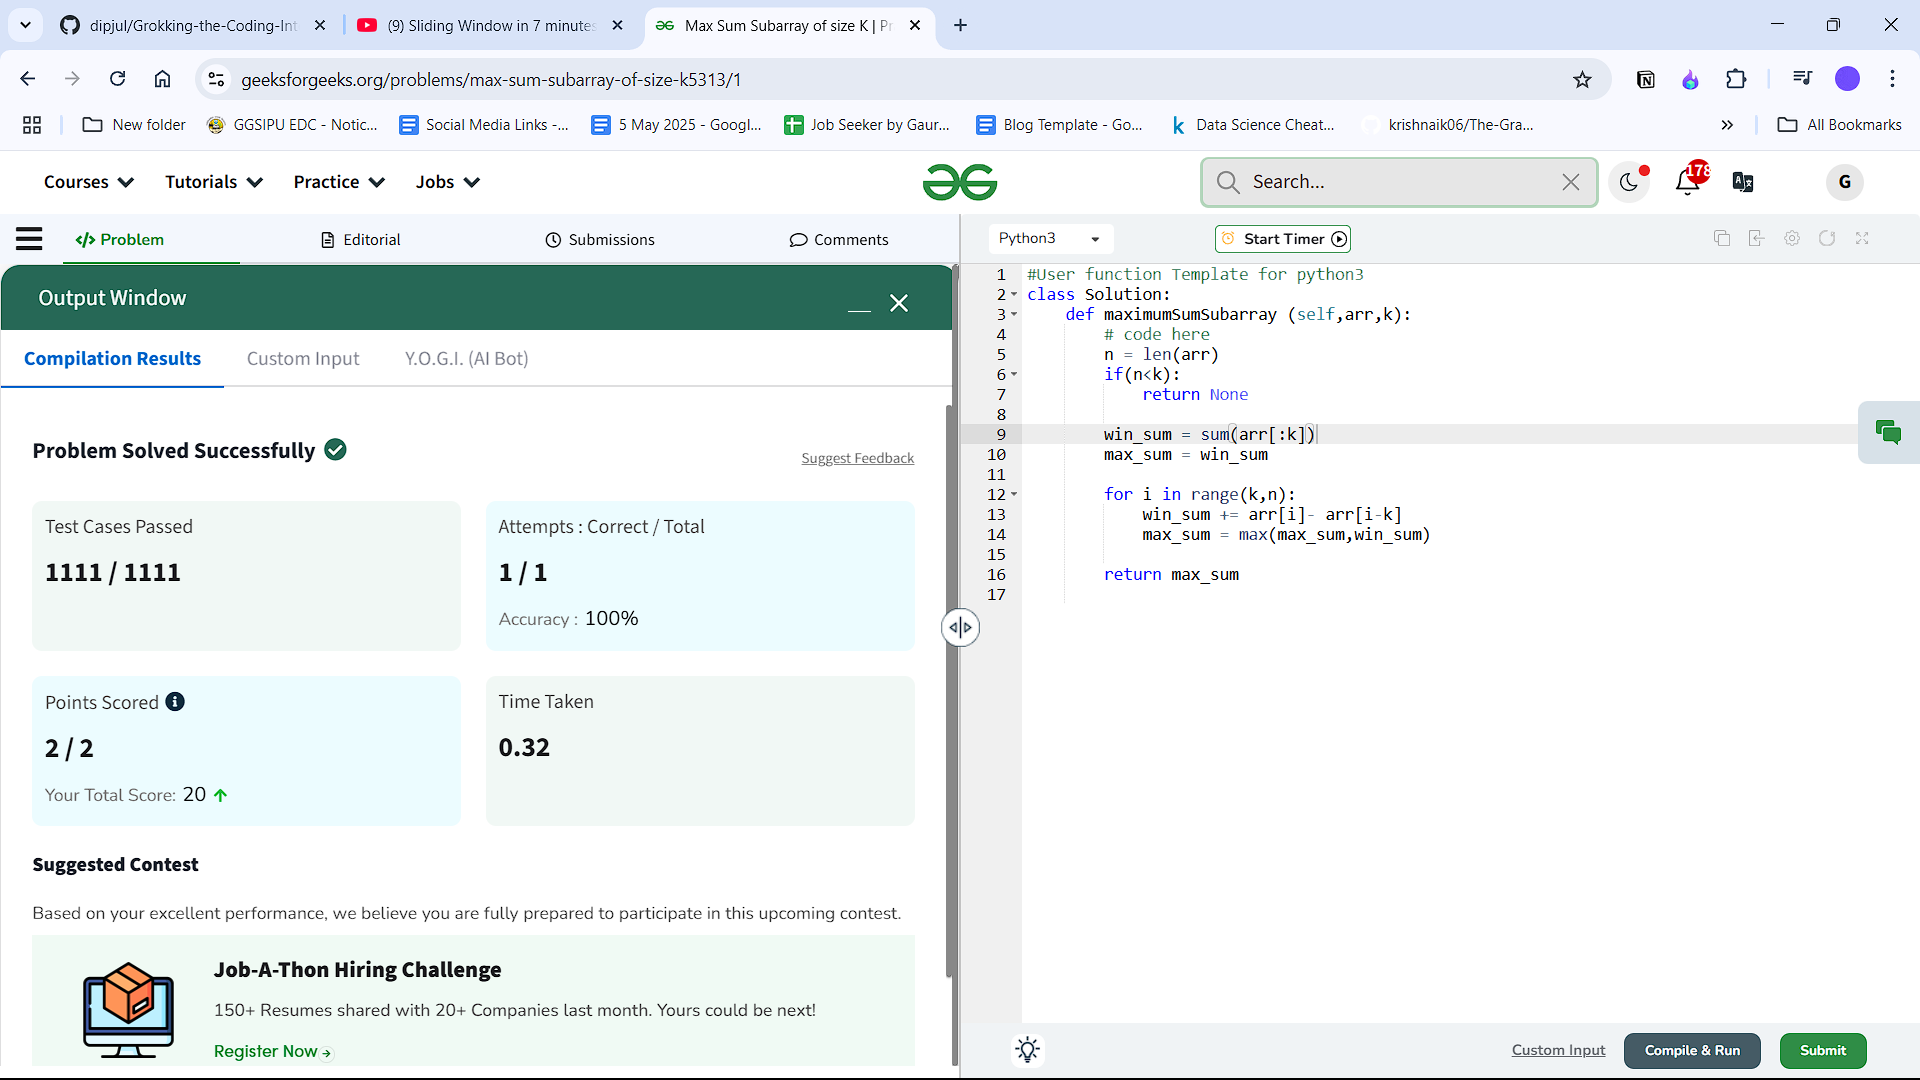 dipjul/Grokking-the-Coding-Int
(9) Sliding Window in 7 minutes
Max Sum Subarray of size K | Pr
geeksforgeeks.org/problems/max-sum-subarray-of-size-k5313/1
New folder
GGSIPU EDC - Notic...
Social Media Links -...
5 May 2025 - Googl...
Job Seeker by Gaur...
Blog Template - Go...
Data Science Cheat...
krishnaik06/The-Gra...
All Bookmarks
Courses
Tutorials
Practice
Jobs
Search...
178
G
Problem
Editorial
Submissions
Comments
Output Window
Compilation Results
Custom Input
Y.O.G.I. (AI Bot)
Problem Solved Successfully
Suggest Feedback
Test Cases Passed
1111 / 1111
Attempts : Correct / Total
1 / 1
Accuracy : 100%
Points Scored
2 / 2
Your Total Score: 20
Time Taken
0.32
Suggested Contest
Based on your excellent performance, we believe you are fully prepared to participate in this upcoming contest.
Job-A-Thon Hiring Challenge
150+ Resumes shared with 20+ Companies last month. Yours could be next!
Register Now
Python3
Start Timer
1 #User function Template for python3
2 class Solution:
3 def maximumSumSubarray (self,arr,k):
4 # code here
5 n = len(arr)
6 if(n<k):
7 return None
8
9 win_sum = sum(arr[:k])
10 max_sum = win_sum
11
12 for i in range(k,n):
13 win_sum += arr[i]- arr[i-k]
14 max_sum = max(max_sum,win_sum)
15
16 return max_sum
17
Custom Input
Compile & Run
Submit